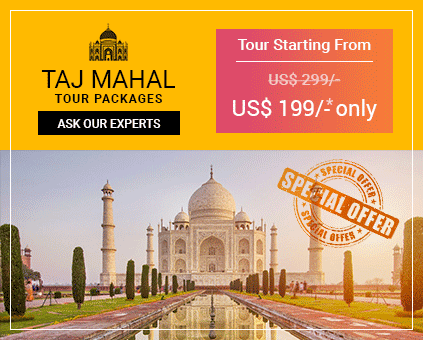 TAJ MAHAL
TOUR PACKAGES
ASK OUR EXPERTS
Tour Starting From
US$ 299/-
US$ 199/-* only
SPECIAL OFFER
SPECIAL OFFER
SPECIAL OFFER